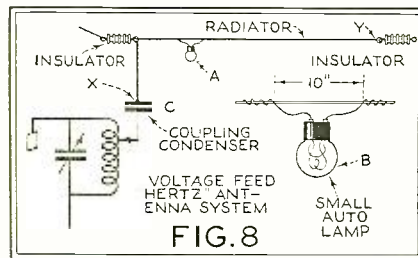 RADIATOR
Y
INSULATOR
A
INSULATOR
X
C
10"
COUPLING
CONDENSER
B
VOLTAGE FEED
"HERTZ" ANT-
ENNA SYSTEM
SMALL
AUTO
LAMP
FIG. 8